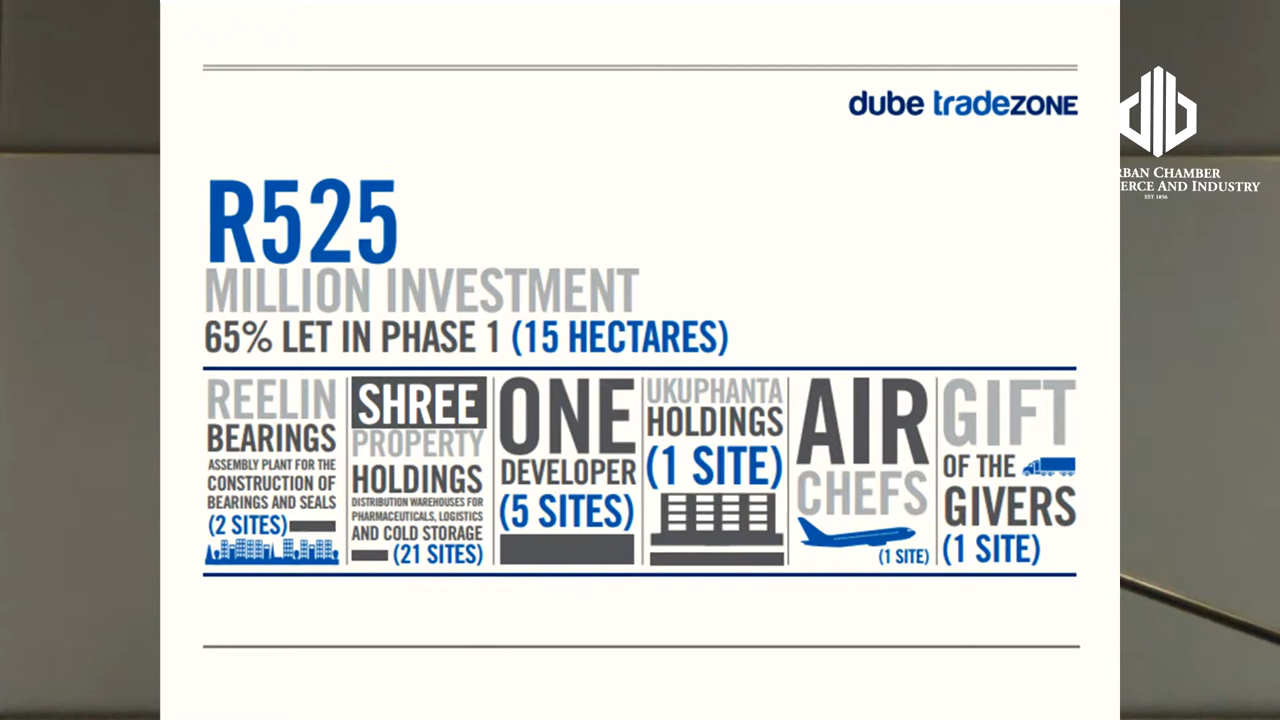 dube tradeZONE
RBAN CHAMBER
ERCE AND INDUSTRY
EST 1856
R525
MILLION INVESTMENT
65% LET IN PHASE 1 (15 HECTARES)
REELIN
BEARINGS
ASSEMBLY PLANT FOR THE
CONSTRUCTION OF
BEARINGS AND SEALS
(2 SITES)
SHREE
PROPERTY
HOLDINGS
DISTRIBUTION WAREHOUSES FOR
PHARMACEUTICALS, LOGISTICS
AND COLD STORAGE
(21 SITES)
ONE
DEVELOPER
(5 SITES)
UKUPHANTA
HOLDINGS
(1 SITE)
AIR
CHEFS
(1 SITE)
GIFT
OF THE
GIVERS
(1 SITE)